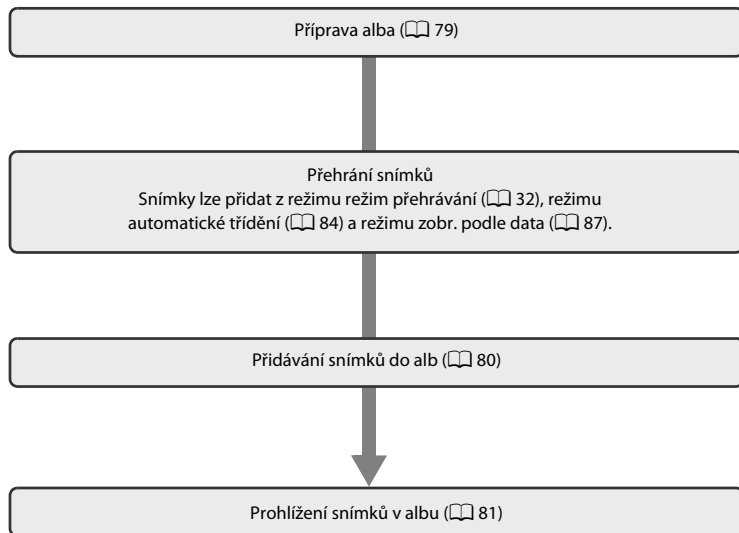 Příprava alba (📖 79)
Přehrání snímků
Snímky lze přidat z režimu režim přehrávání (📖 32), režimu
automatické třídění (📖 84) a režimu zobr. podle data (📖 87).
Přidávání snímků do alb (📖 80)
Prohlížení snímků v albu (📖 81)